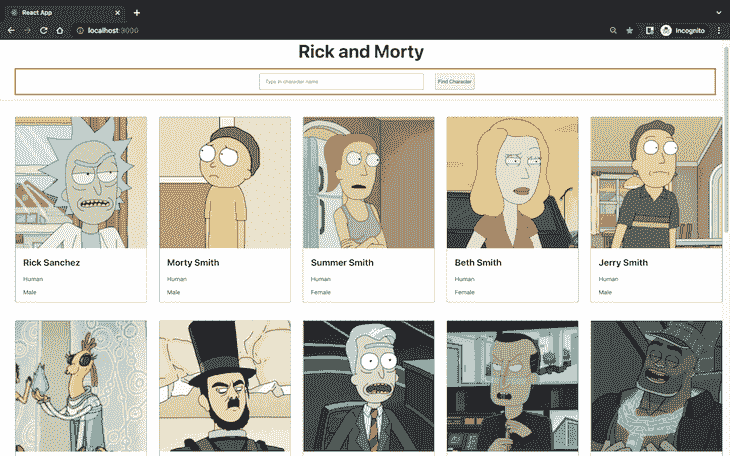 React App
localhost:3000
Incognito
Rick and Morty
Type in character name
Find Character
Rick Sanchez
Human
Male
Morty Smith
Human
Male
Summer Smith
Human
Female
Beth Smith
Human
Female
Jerry Smith
Human
Male